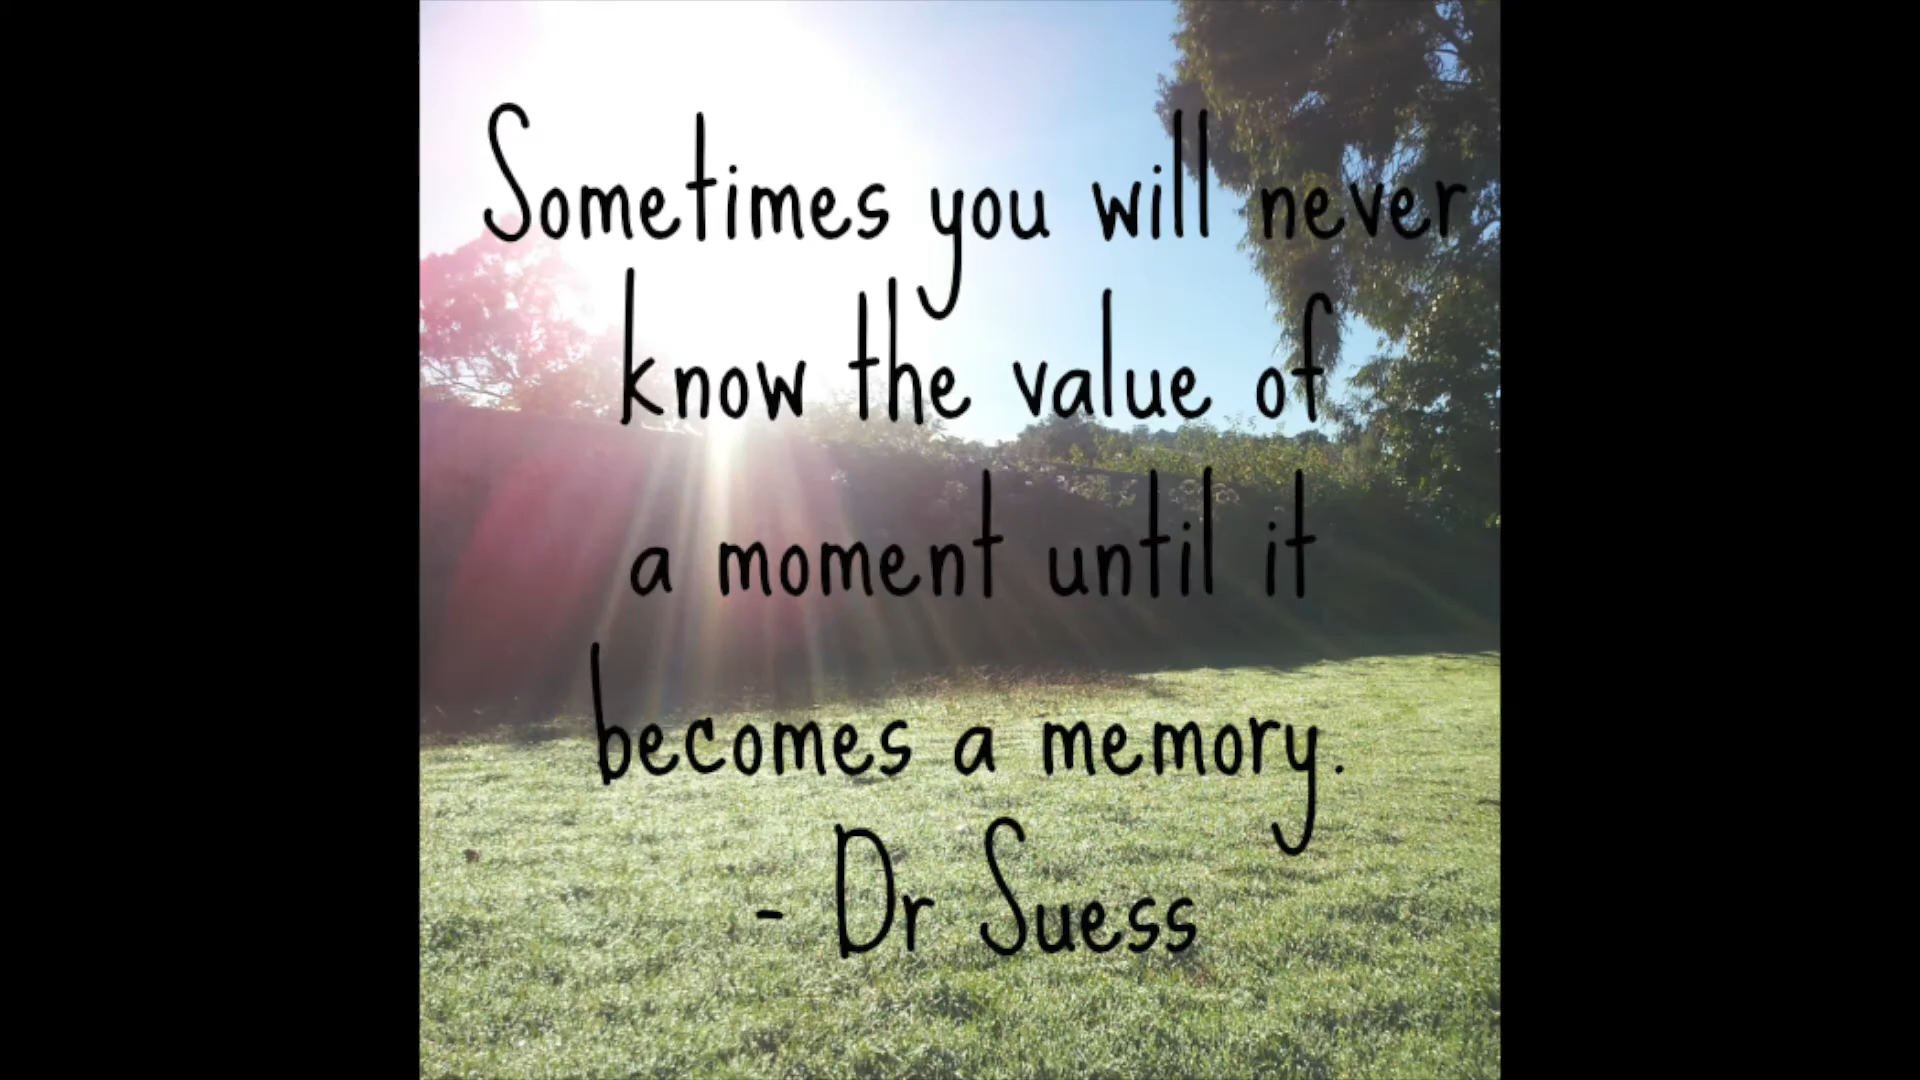 Sometimes you will never
know the value of
a moment until it
becomes a memory.
- Dr Suess